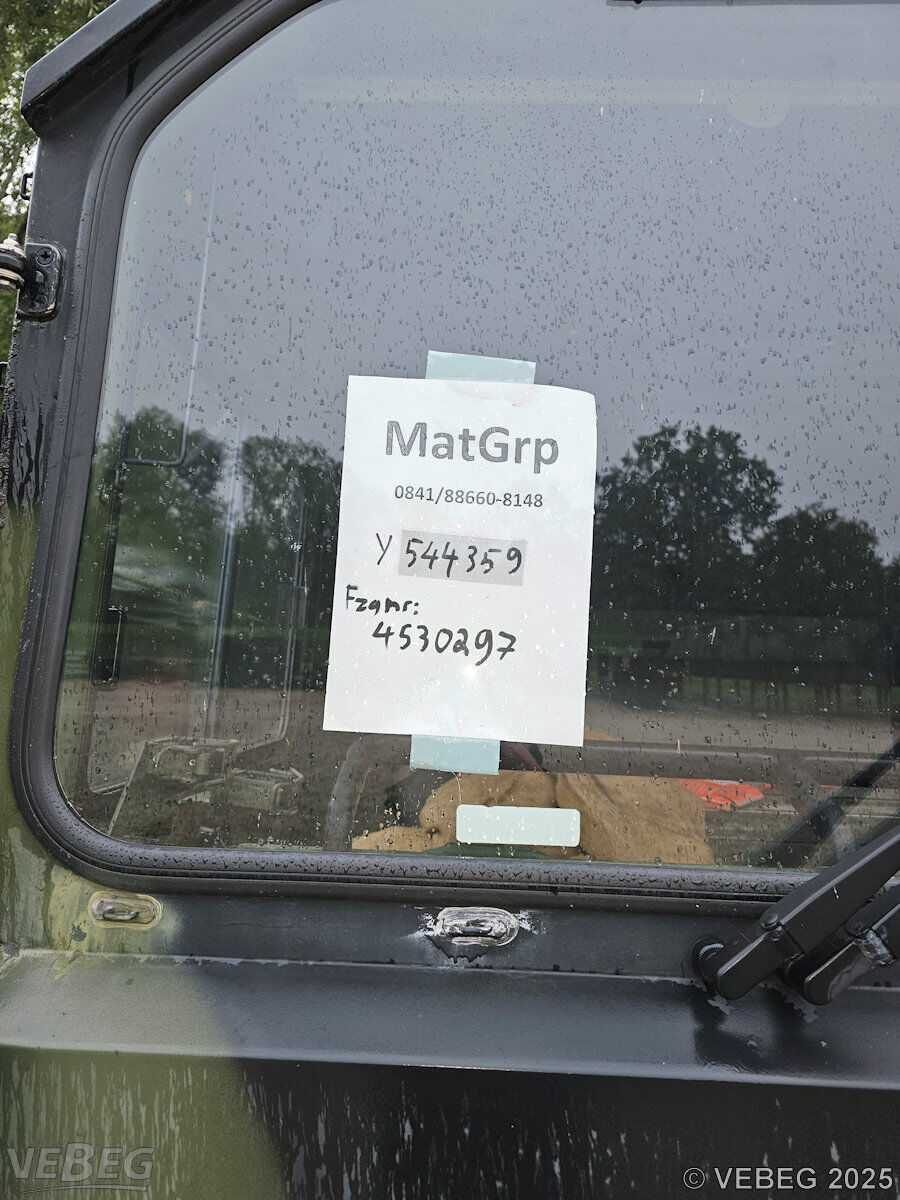 MatGrp
0841/88660-8148
Y 544359
Fzgnr:
4530297
VEBEG
© VEBEG 2025